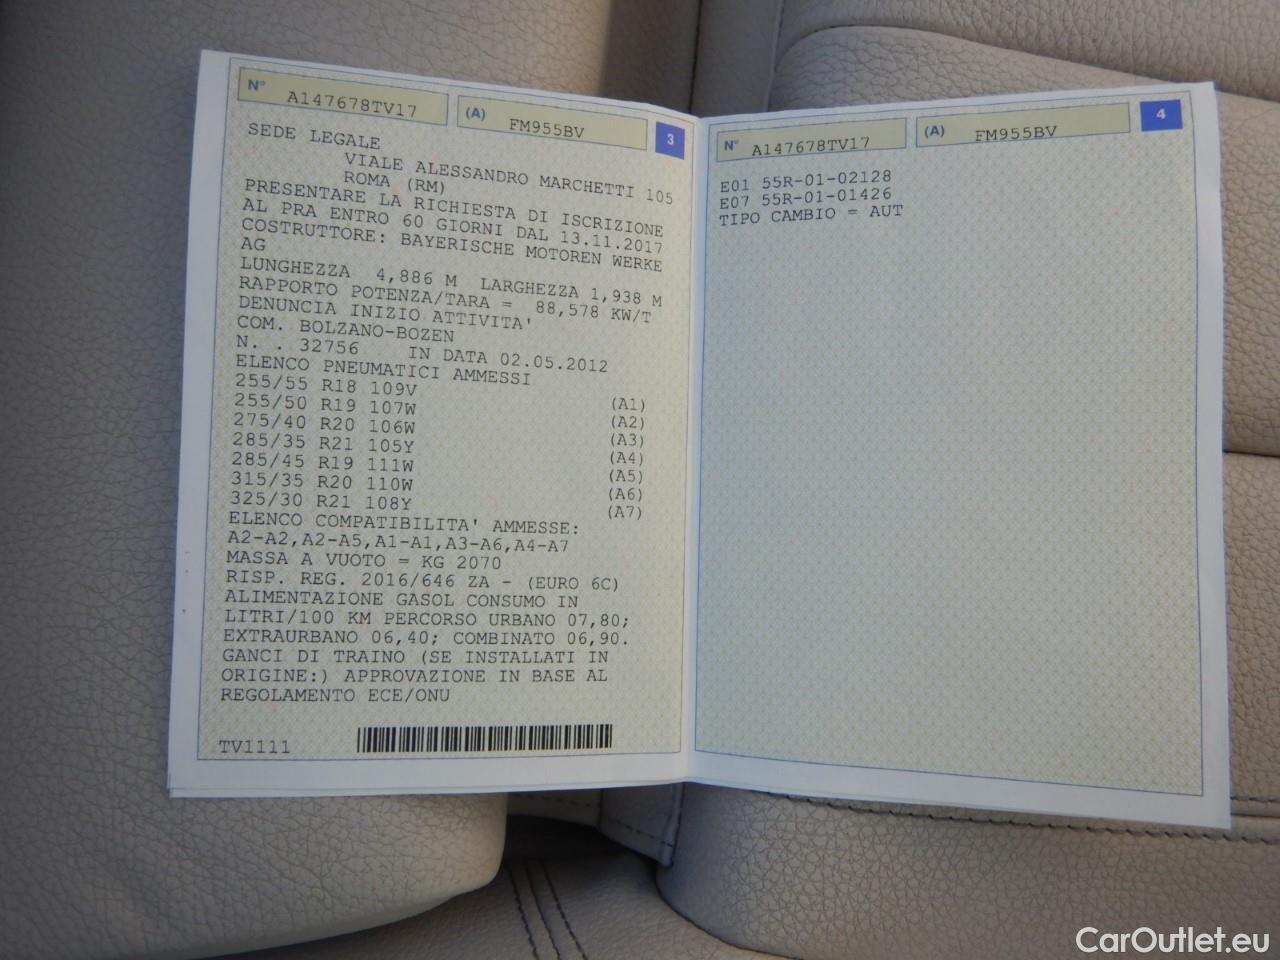 N° A147678TV17 (A) FM955BV 3
SEDE LEGALE
VIALE ALESSANDRO MARCHETTI 105
ROMA (RM)
PRESENTARE LA RICHIESTA DI ISCRIZIONE
AL PRA ENTRO 60 GIORNI DAL 13.11.2017
COSTRUTTORE: BAYERISCHE MOTOREN WERKE
AG
LUNGHEZZA 4,886 M LARGHEZZA 1,938 M
RAPPORTO POTENZA/TARA = 88,578 KW/T
DENUNCIA INIZIO ATTIVITA'
COM. BOLZANO-BOZEN
N. . 32756 IN DATA 02.05.2012
ELENCO PNEUMATICI AMMESSI
255/55 R18 109V (A1)
255/50 R19 107W (A2)
275/40 R20 106W (A3)
285/35 R21 105Y (A4)
285/45 R19 111W (A5)
315/35 R20 110W (A6)
325/30 R21 108Y (A7)
ELENCO COMPATIBILITA' AMMESSE:
A2-A2,A2-A5,A1-A1,A3-A6,A4-A7
MASSA A VUOTO = KG 2070
RISP. REG. 2016/646 ZA - (EURO 6C)
ALIMENTAZIONE GASOL CONSUMO IN
LITRI/100 KM PERCORSO URBANO 07,80;
EXTRAURBANO 06,40; COMBINATO 06,90.
GANCI DI TRAINO (SE INSTALLATI IN
ORIGINE:) APPROVAZIONE IN BASE AL
REGOLAMENTO ECE/ONU
TV1111
N° A147678TV17 (A) FM955BV 4
E01 55R-01-02128
E07 55R-01-01426
TIPO CAMBIO = AUT
CarOutlet.eu